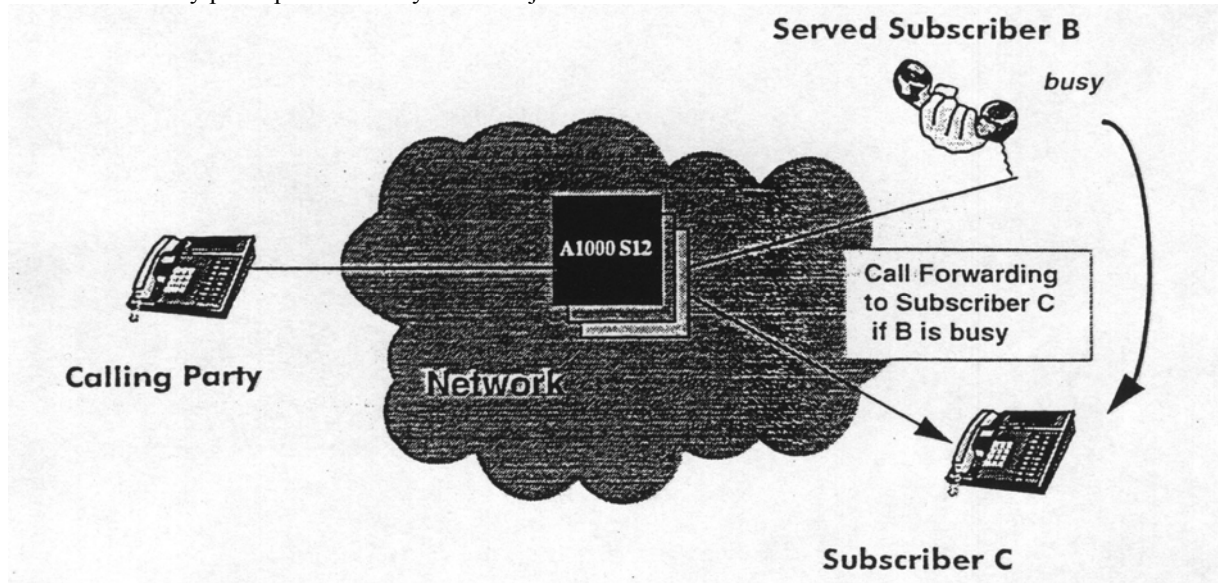 Served Subscriber B
busy
A1000 S12
Call Forwarding
to Subscriber C
if B is busy
Calling Party
Network
Subscriber C